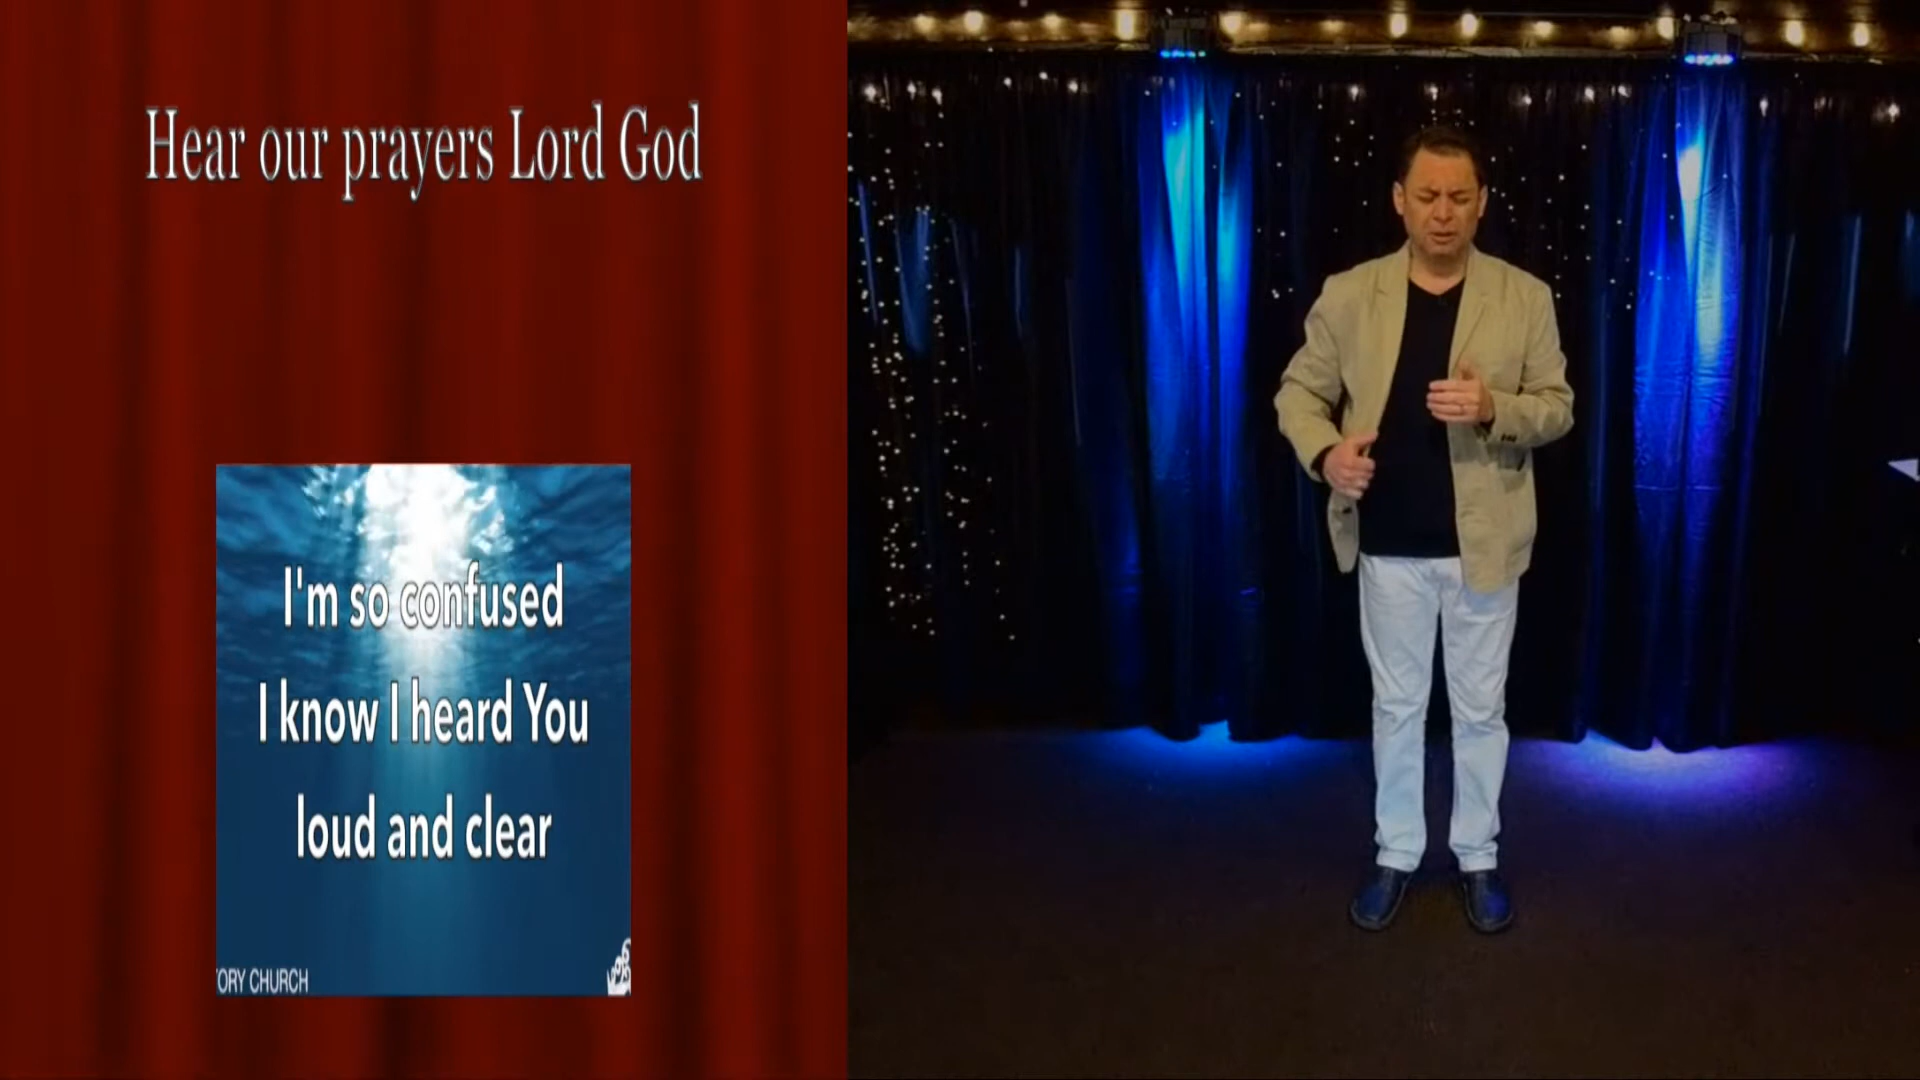 Hear our prayers Lord God
I'm so confused
I know I heard You
loud and clear
ORY CHURCH